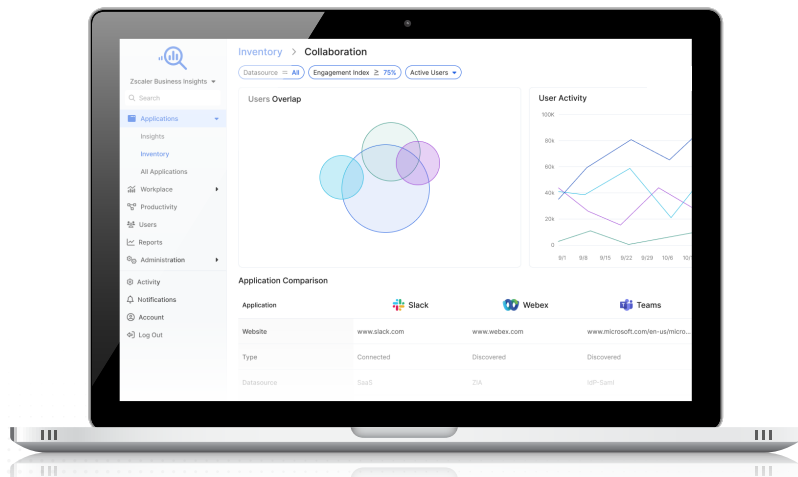 Zscaler Business Insights
Search
Applications
Insights
Inventory
All Applications
Workplace
Productivity
Users
Reports
Administration
Activity
Notifications
Account
Log Out
Inventory > Collaboration
Datasource = All
Engagement Index ≥ 75%
Active Users
Users Overlap
User Activity
100K
80k
60k
40k
20k
0
9/1 9/8 9/15 8/22 9/29 10/6
Application Comparison
Application Slack Webex Teams
Website www.slack.com www.webex.com www.microsoft.com/en-us/micro...
Type Connected Discovered Discovered
Datasource SaaS ZIA IdP-Saml